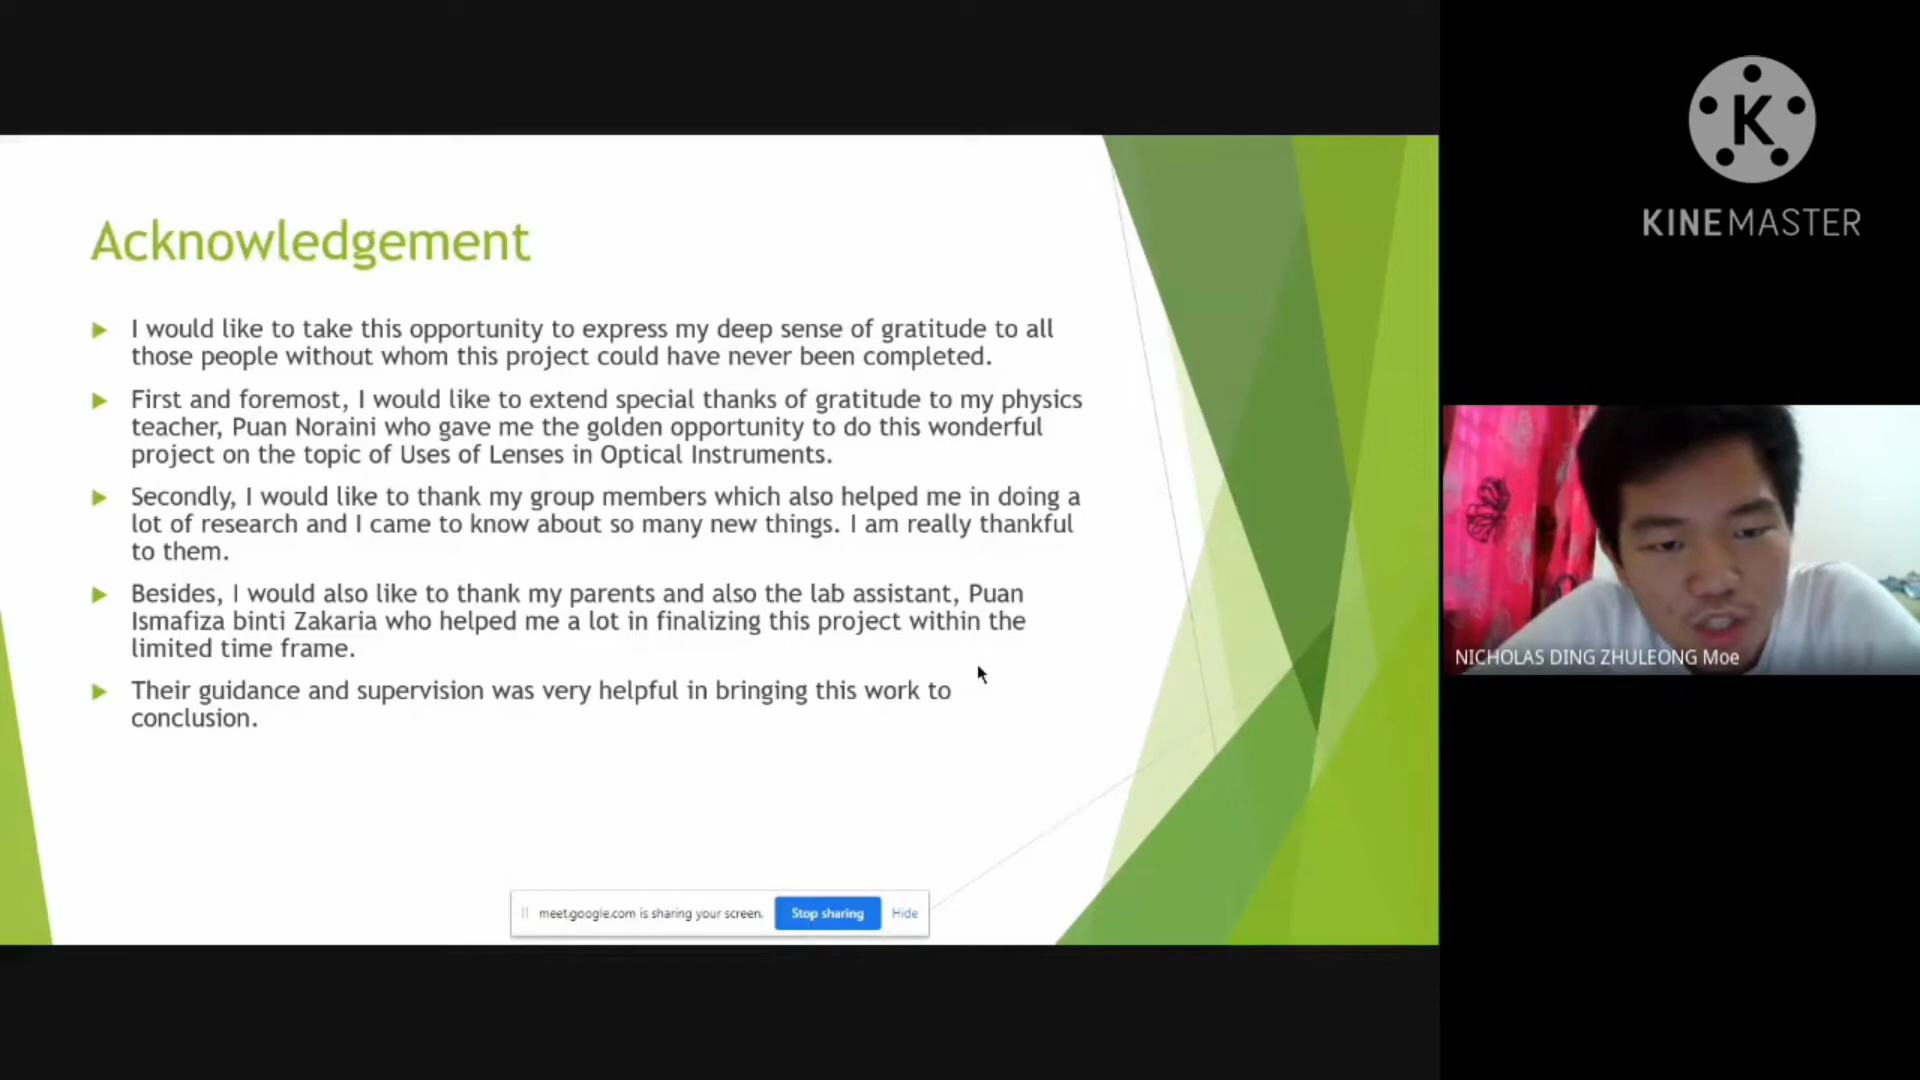 Acknowledgement
I would like to take this opportunity to express my deep sense of gratitude to all
those people without whom this project could have never been completed.
First and foremost, I would like to extend special thanks of gratitude to my physics
teacher, Puan Noraini who gave me the golden opportunity to do this wonderful
project on the topic of Uses of Lenses in Optical Instruments.
Secondly, I would like to thank my group members which also helped me in doing a
lot of research and I came to know about so many new things. I am really thankful
to them.
Besides, I would also like to thank my parents and also the lab assistant, Puan
Ismafiza binti Zakaria who helped me a lot in finalizing this project within the
limited time frame.
Their guidance and supervision was very helpful in bringing this work to
conclusion.
meet.google.com is sharing your screen. Stop sharing Hide
K
KINEMASTER
NICHOLAS DING ZHULEONG Moe